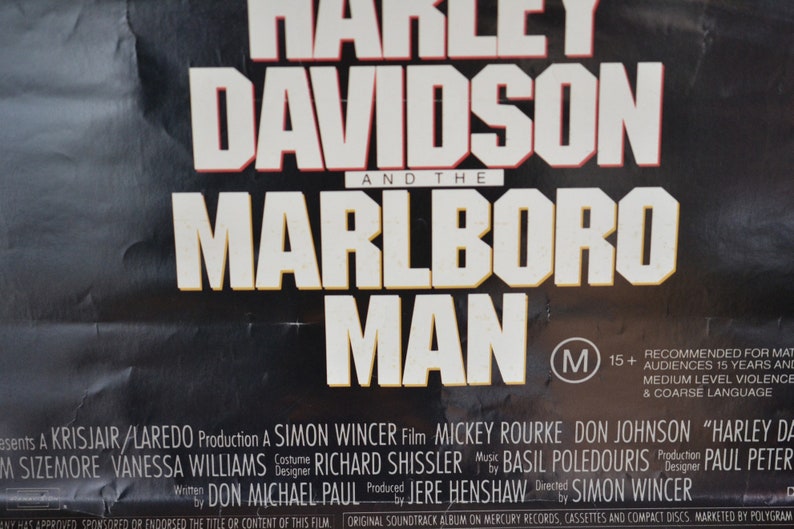 HARLEY
DAVIDSON
AND THE
MARLBORO
MAN
M 15+ RECOMMENDED FOR MAT
AUDIENCES 15 YEARS AND
MEDIUM LEVEL VIOLENCE
& COARSE LANGUAGE
esents A KRISJAIR/LAREDO Production A SIMON WINCER Film MICKEY ROURKE DON JOHNSON "HARLEY DA
M SIZEMORE VANESSA WILLIAMS Costume Designer RICHARD SHISSLER Music by BASIL POLEDOURIS Production Designer PAUL PETER
Written by DON MICHAEL PAUL Produced by JERE HENSHAW Directed by SIMON WINCER
ANY HAS APPROVED, SPONSORED OR ENDORSED THE TITLE OR CONTENT OF THIS FILM. ORIGINAL SOUNDTRACK ALBUM ON MERCURY RECORDS, CASSETTES AND COMPACT DISCS. MARKETED BY POLYGRAM